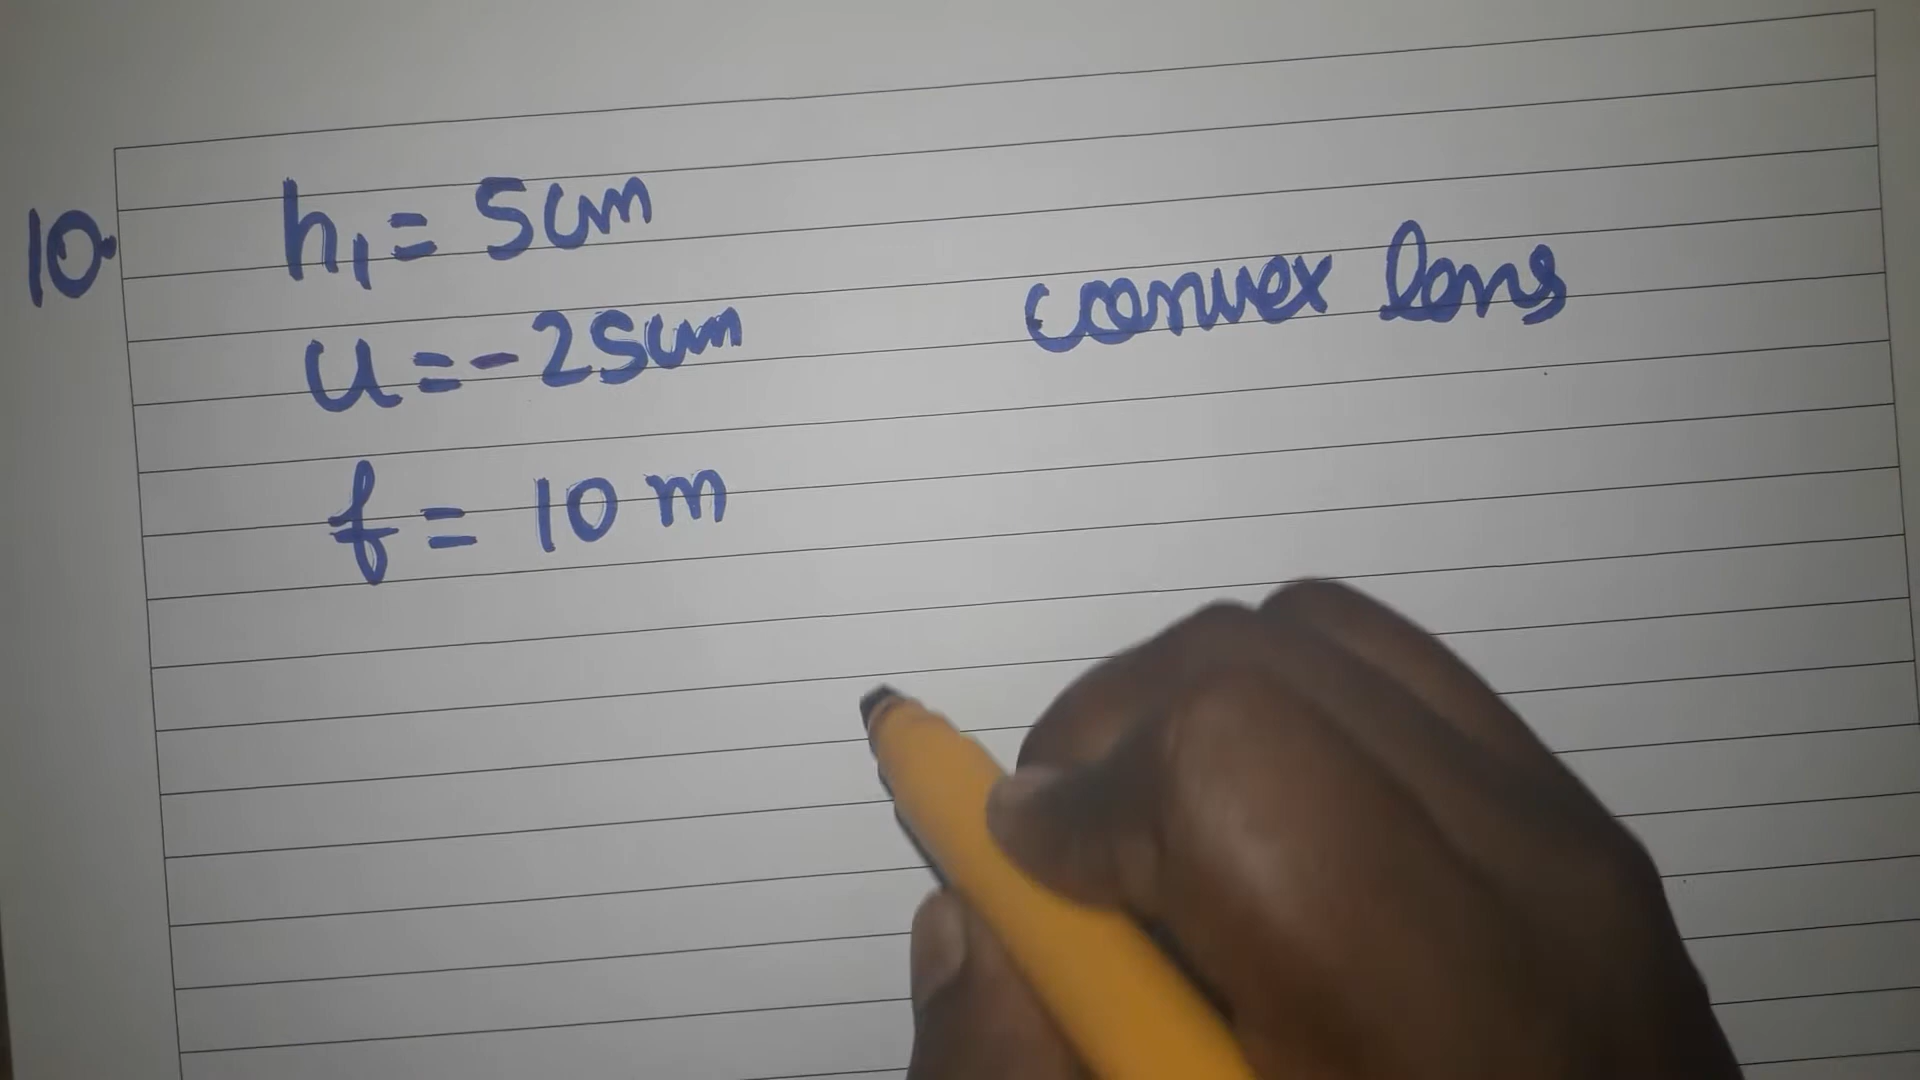 10. h₁ = 5cm
u = -25cm
convex lens
f = 10 m